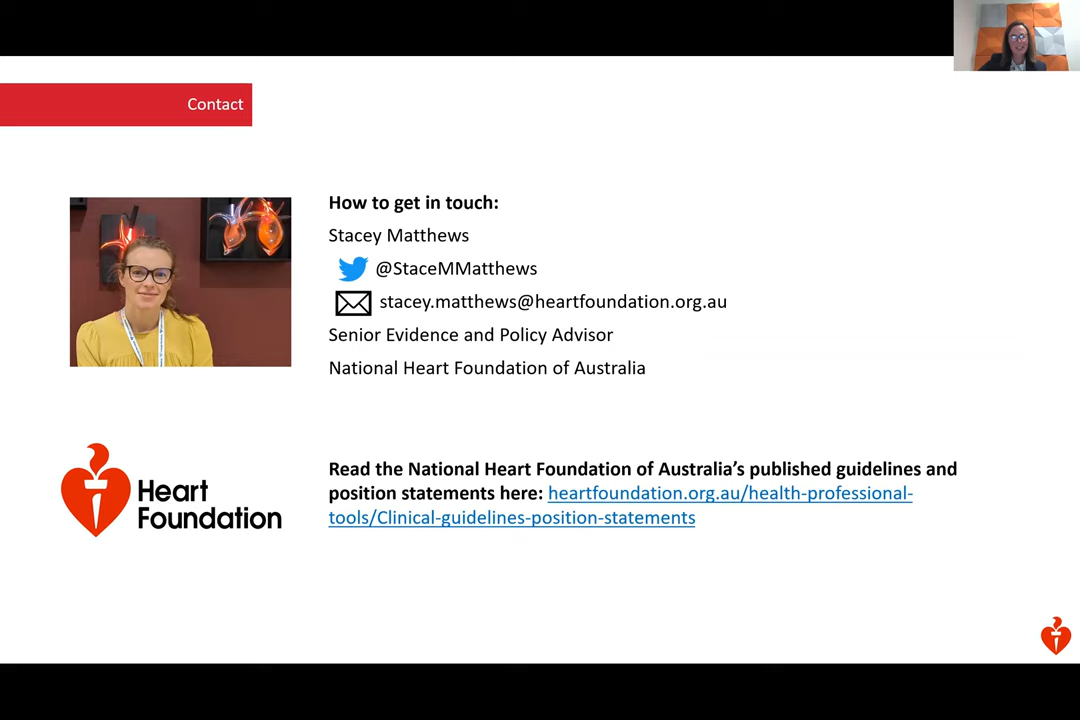 Contact
How to get in touch:
Stacey Matthews
@StaceMMatthews
stacey.matthews@heartfoundation.org.au
Senior Evidence and Policy Advisor
National Heart Foundation of Australia
Heart
Foundation
Read the National Heart Foundation of Australia's published guidelines and
position statements here: heartfoundation.org.au/health-professional-
tools/Clinical-guidelines-position-statements